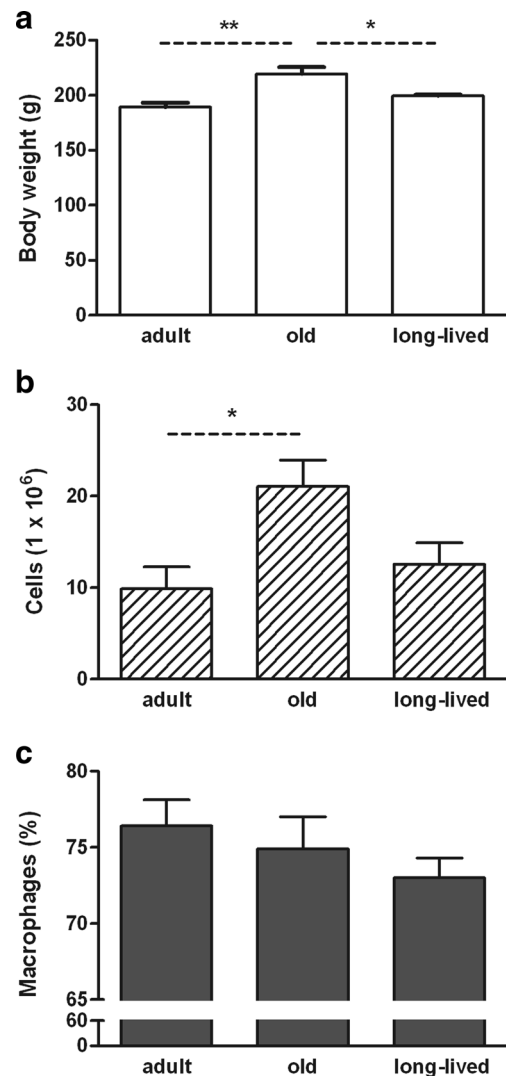 a
** *
250
200
150
100
50
0
Body weight (g)
adult old long-lived
b
*
30
20
10
0
Cells (1 x 10⁶)
adult old long-lived
c
80
75
70
65
60
0
Macrophages (%)
adult old long-lived